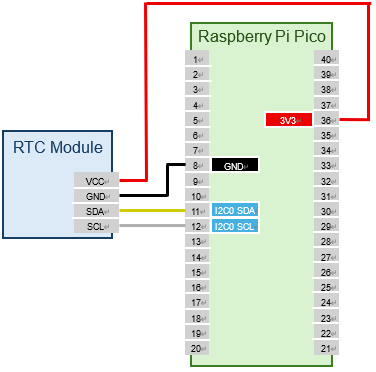 Raspberry Pi Pico
1 40
2 39
3 38
4 37
5 3V3 36
6 35
RTC Module 7 34
8 GND 33
VCC 9 32
GND 10 31
SDA 11 I2C0 SDA 30
SCL 12 I2C0 SCL 29
13 28
14 27
15 26
16 25
17 24
18 23
19 22
20 21